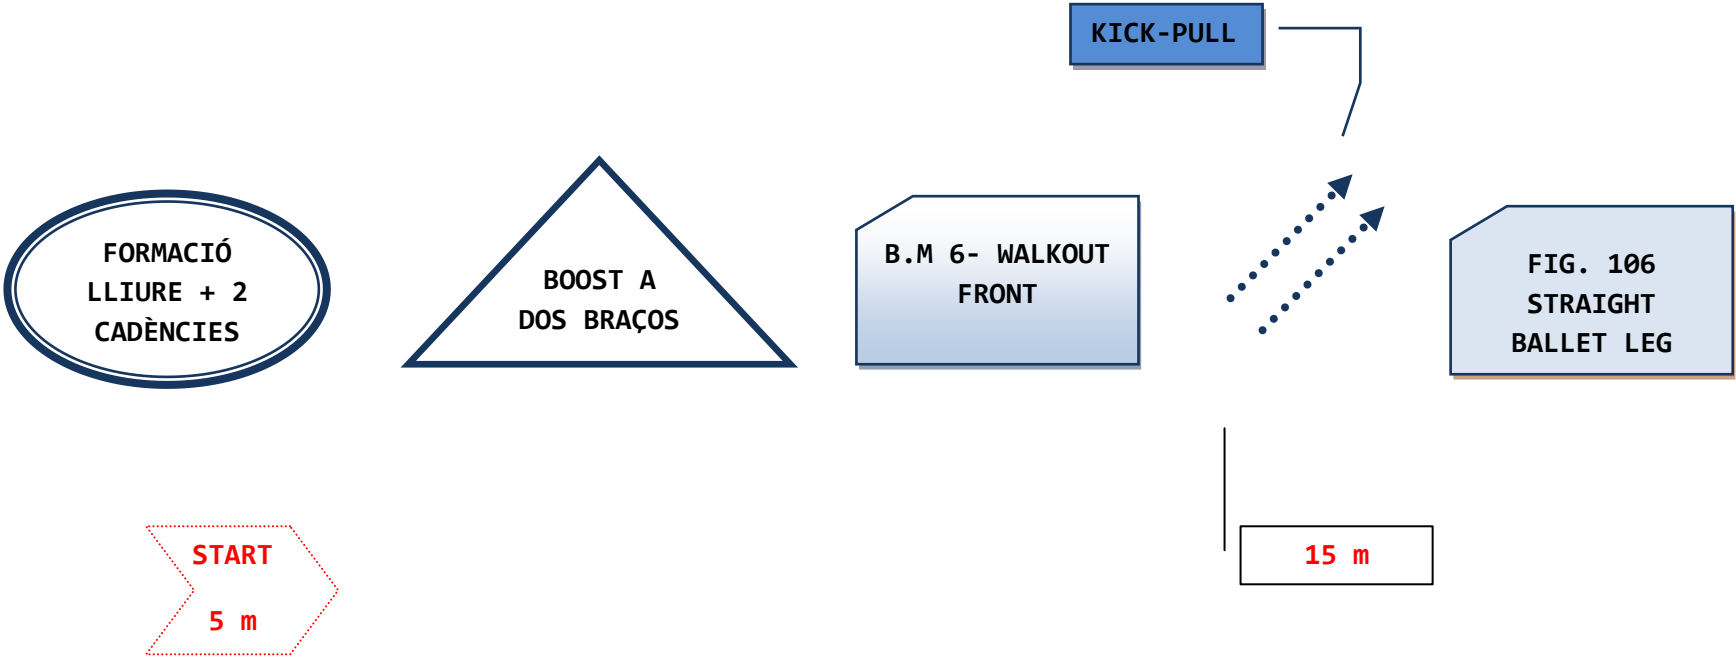 KICK-PULL
FORMACIÓ
LLIURE + 2
CADÈNCIES
BOOST A
DOS BRAÇOS
B.M 6- WALKOUT
FRONT
FIG. 106
STRAIGHT
BALLET LEG
START
5 m
15 m